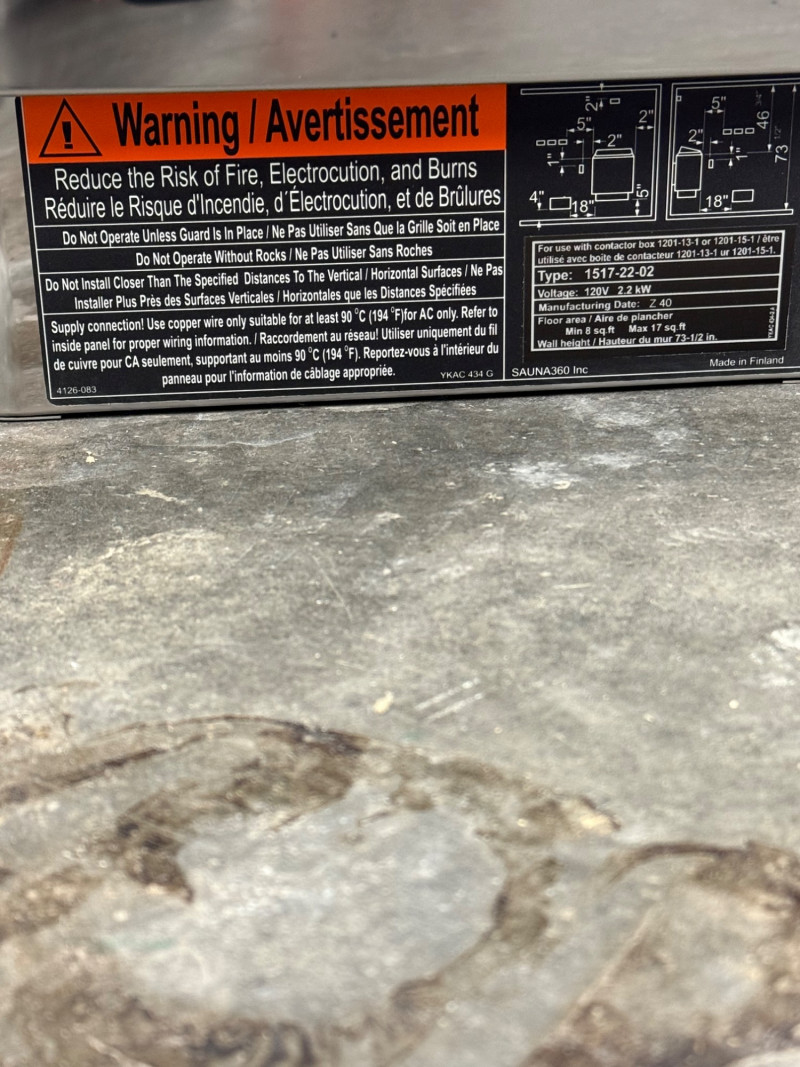 Warning / Avertissement
Reduce the Risk of Fire, Electrocution, and Burns
Réduire le Risque d'Incendie, d´Électrocution, et de Brûlures
Do Not Operate Unless Guard Is In Place / Ne Pas Utiliser Sans Que la Grille Soit en Place
Do Not Operate Without Rocks / Ne Pas Utiliser Sans Roches
Do Not Install Closer Than The Specified Distances To The Vertical / Horizontal Surfaces / Ne Pas
Installer Plus Près des Surfaces Verticales / Horizontales que les Distances Spécifiées
Supply connection! Use copper wire only suitable for at least 90 °C (194 °F)for AC only. Refer to
inside panel for proper wiring information. / Raccordement au réseau! Utiliser uniquement du fil
de cuivre pour CA seulement, supportant au moins 90 °C (194 °F). Reportez-vous à l'intérieur du
panneau pour l'information de câblage appropriée.
4126-083
YKAC 434 G
2"
5"
2"
2"
1"
4"
18"
5"
5"
2"
1"
18"
46 3/4"
73 1/2"
For use with contactor box 1201-13-1 or 1201-15-1 / être
utilisé avec boîte de contacteur 1201-13-1 ur 1201-15-1.
Type: 1517-22-02
Voltage: 120V 2.2 kW
Manufacturing Date: Z 40
Floor area / Aire de plancher
Min 8 sq.ft Max 17 sq.ft
Wall height / Hauteur du mur 73-1/2 in.
SAUNA360 Inc
Made in Finland